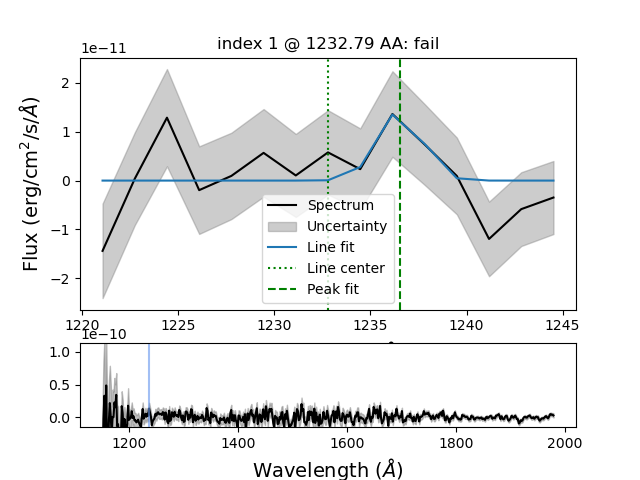 index 1 @ 1232.79 AA: fail
1e−11
2
1
0
−1
−2
Flux (erg/cm²/s/Å)
Spectrum
Uncertainty
Line fit
Line center
Peak fit
1220 1225 1230 1235 1240 1245
1e−10
1.0
0.5
0.0
1200 1400 1600 1800 2000
Wavelength (Å)